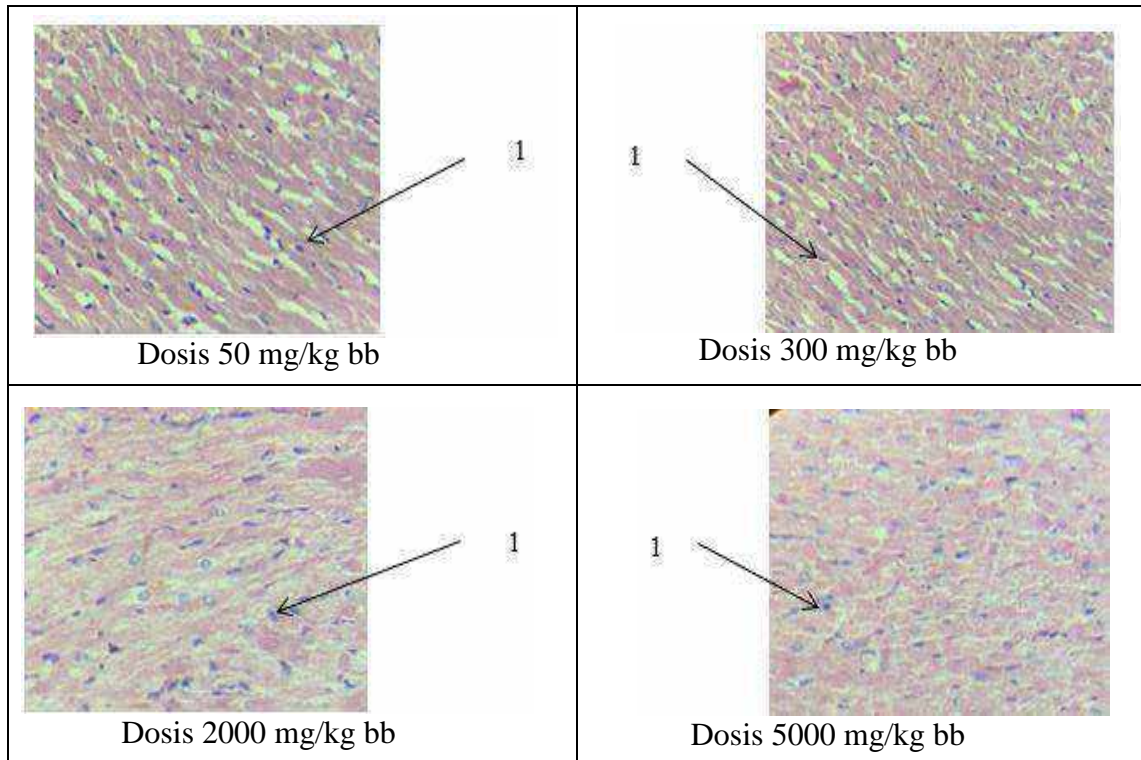 1
1
Dosis 50 mg/kg bb
Dosis 300 mg/kg bb
1
1
Dosis 2000 mg/kg bb
Dosis 5000 mg/kg bb